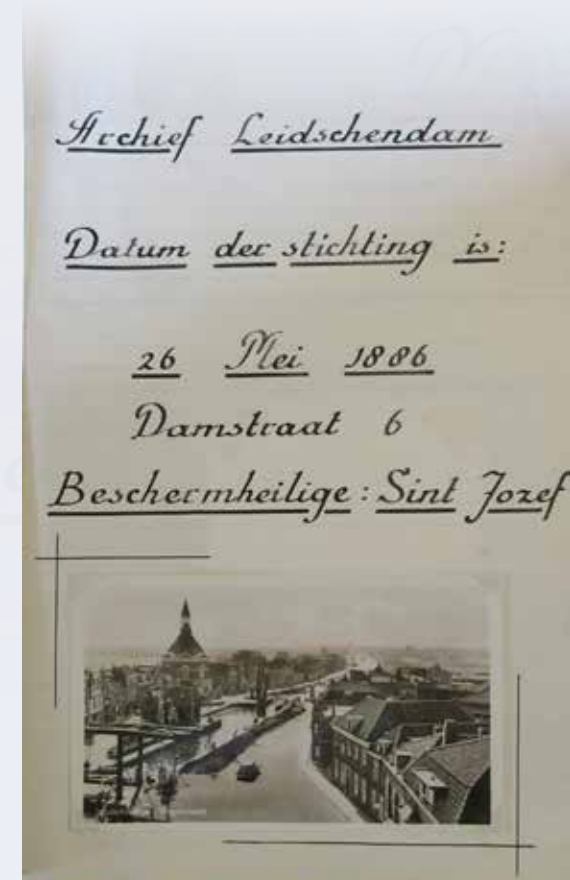 Archief Leidschendam
Datum der stichting is:
26 Mei 1886
Damstraat 6
Beschermheilige: Sint Jozef